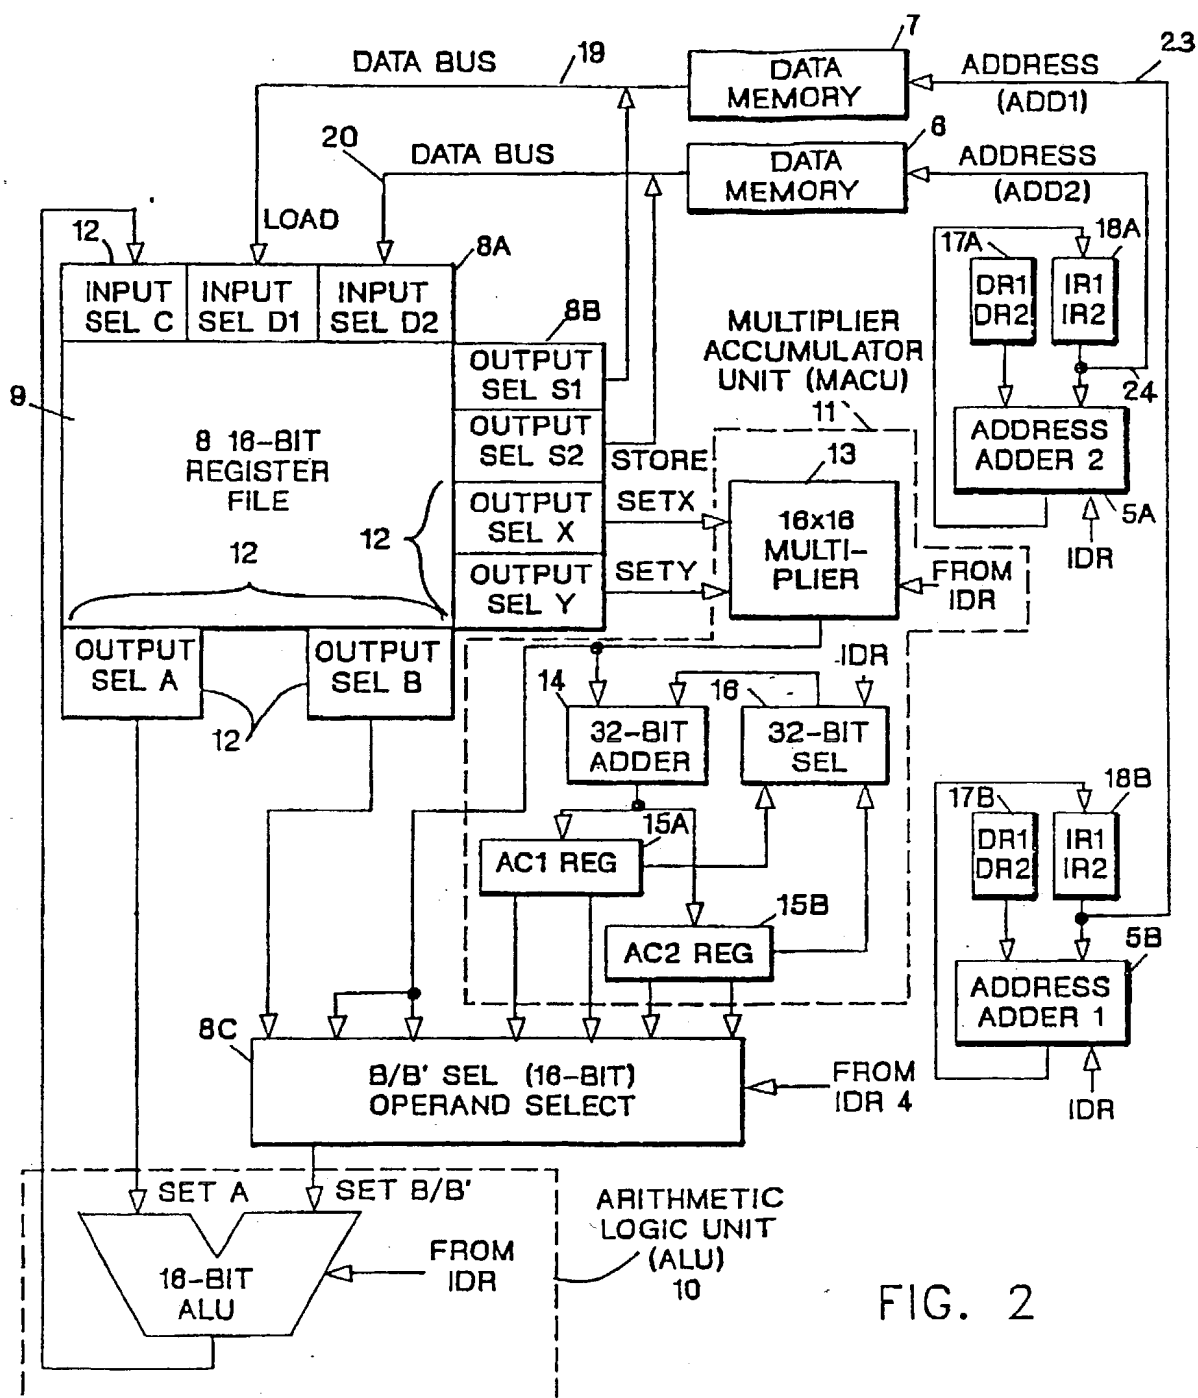 7
23
DATA BUS
19
DATA
MEMORY
ADDRESS
(ADD1)
20
DATA BUS
6
DATA
MEMORY
ADDRESS
(ADD2)
12
LOAD
8A
17A
18A
INPUT
SEL C
INPUT
SEL D1
INPUT
SEL D2
DR1
DR2
IR1
IR2
8B
MULTIPLIER
ACCUMULATOR
UNIT (MACU)
11
OUTPUT
SEL S1
24
9
8 16-BIT
REGISTER
FILE
OUTPUT
SEL S2
STORE
13
ADDRESS
ADDER 2
5A
IDR
12
12
OUTPUT
SEL X
SETX
16x16
MULTI-
PLIER
OUTPUT
SEL Y
SETY
FROM
IDR
OUTPUT
SEL A
OUTPUT
SEL B
12
IDR
14
16
32-BIT
ADDER
32-BIT
SEL
17B
18B
15A
AC1 REG
DR1
DR2
IR1
IR2
15B
AC2 REG
5B
ADDRESS
ADDER 1
IDR
8C
B/B' SEL (16-BIT)
OPERAND SELECT
FROM
IDR 4
SET A
SET B/B'
ARITHMETIC
LOGIC UNIT
(ALU)
10
16-BIT
ALU
FROM
IDR
FIG. 2